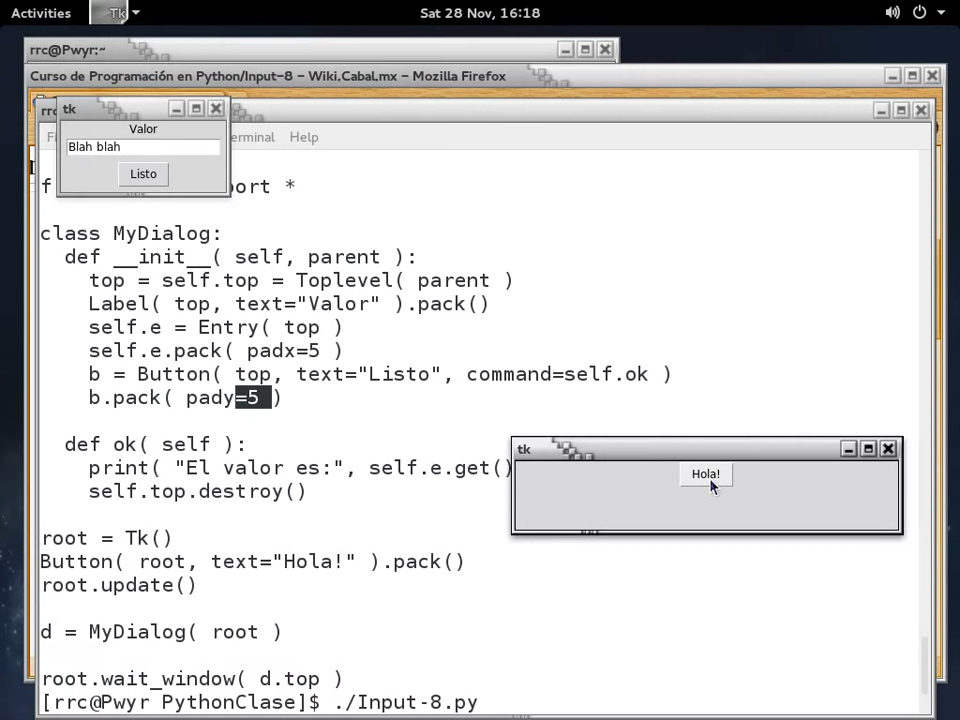 Activities
Tk
Sat 28 Nov, 16:18
rrc@Pwyr:~
Curso de Programación en Python/Input-8 – Wiki.Cabal.mx – Mozilla Firefox
rrc
tk
Valor
Blah blah
Listo
Help
class MyDialog:
def __init__( self, parent ):
top = self.top = Toplevel( parent )
Label( top, text="Valor" ).pack()
self.e = Entry( top )
self.e.pack( padx=5 )
b = Button( top, text="Listo", command=self.ok )
b.pack( pady=5 )
def ok( self ):
print( "El valor es:", self.e.get()
self.top.destroy()
tk
Hola!
root = Tk()
Button( root, text="Hola!" ).pack()
root.update()
d = MyDialog( root )
root.wait_window( d.top )
[rrc@Pwyr PythonClase]$ ./Input-8.py